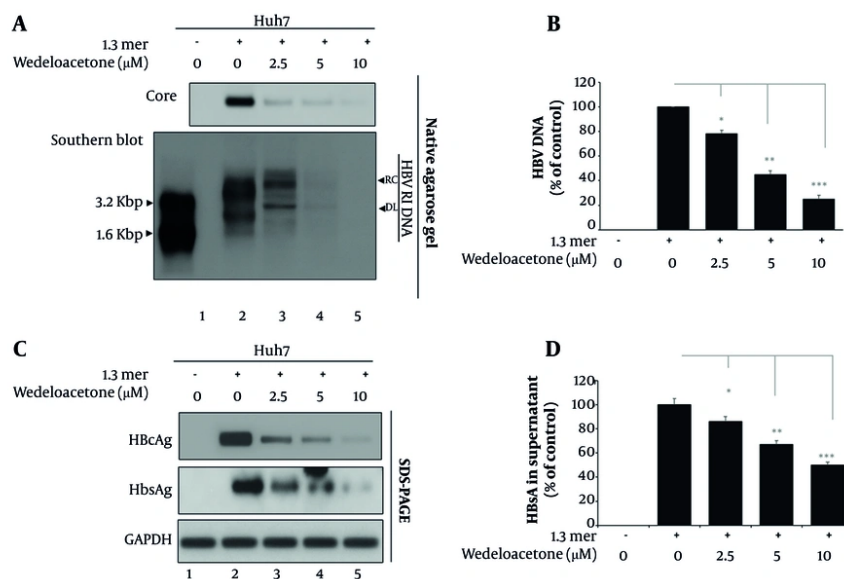 A
Huh7
1.3 mer - + + + +
Wedeloacetone (μM) 0 0 2.5 5 10
Core
Southern blot
RC
3.2 Kbp
DL
1.6 Kbp
HBV RI DNA
Native agarose gel
1 2 3 4 5
B
HBV DNA
(% of control)
120
100
80
60
40
20
0
*
**
***
1.3 mer - + + + +
Wedeloacetone (μM) 0 0 2.5 5 10
C
Huh7
1.3 mer - + + + +
Wedeloacetone (μM) 0 0 2.5 5 10
HBcAg
HbsAg
GAPDH
SDS-PAGE
1 2 3 4 5
D
HBsA in supernatant
(% of control)
120
100
80
60
40
20
0
*
**
***
1.3 mer - + + + +
Wedeloacetone (μM) 0 0 2.5 5 10